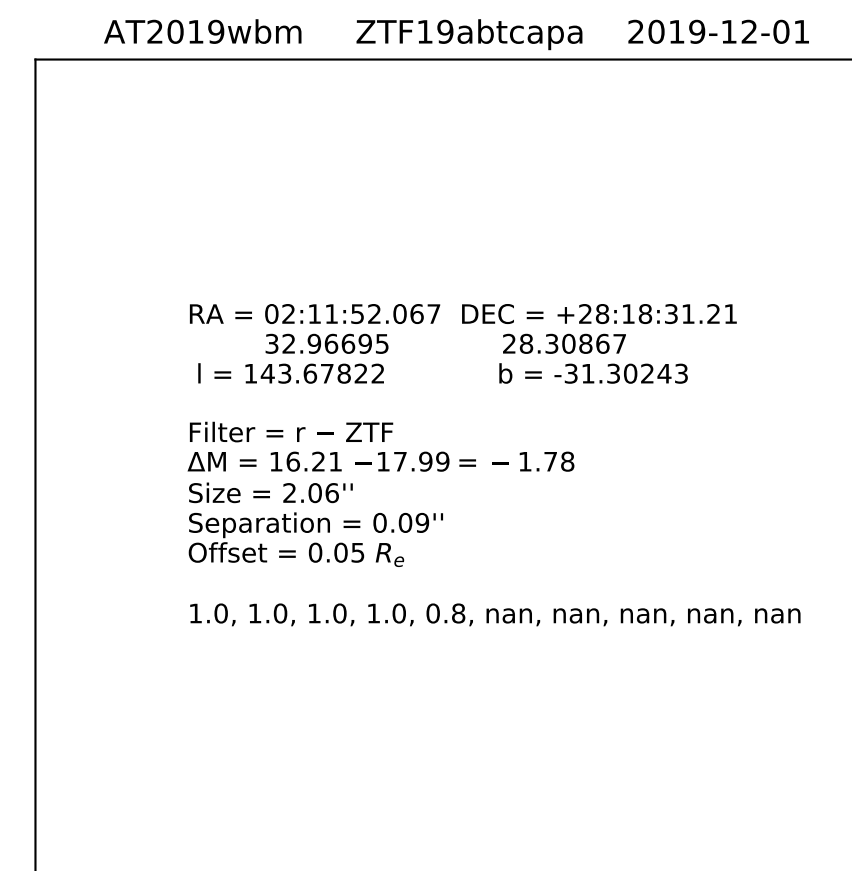 AT2019wbm ZTF19abtcapa 2019-12-01
RA = 02:11:52.067 DEC = +28:18:31.21
32.96695 28.30867
l = 143.67822 b = -31.30243
Filter = r − ZTF
ΔM = 16.21 −17.99 = − 1.78
Size = 2.06''
Separation = 0.09''
Offset = 0.05 Rₑ
1.0, 1.0, 1.0, 1.0, 0.8, nan, nan, nan, nan, nan